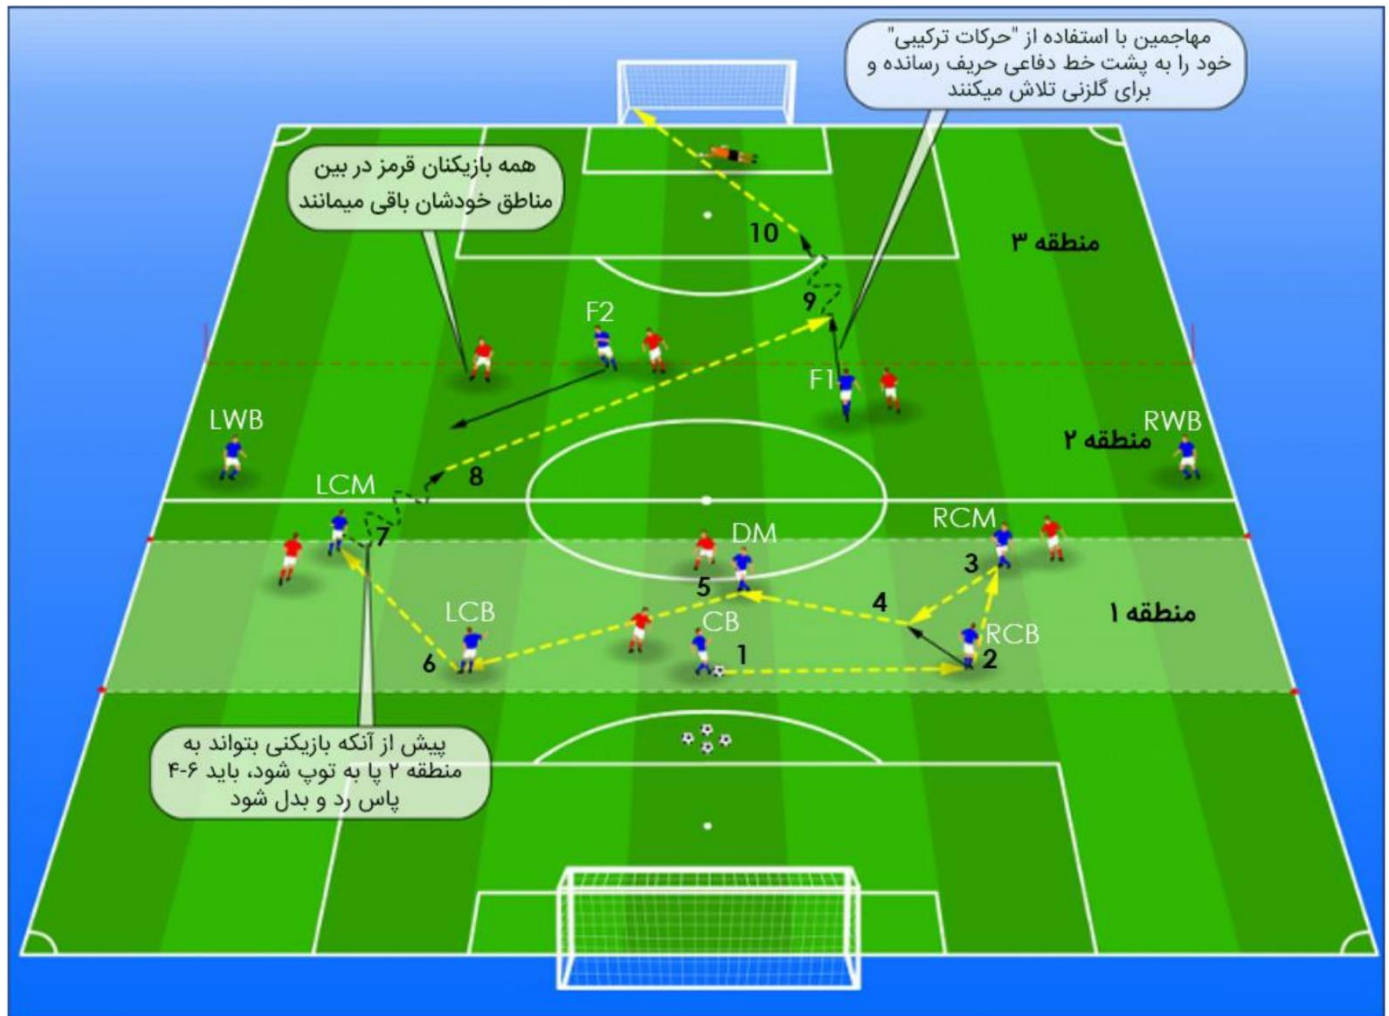 مهاجمین با استفاده از "حرکات ترکیبی"
خود را به پشت خط دفاعی حریف رسانده و
برای گلزنی تلاش میکنند
همه بازیکنان قرمز در بین
مناطق خودشان باقی میمانند
10
منطقه ۳
9
F2
F1
LWB
RWB
منطقه ۲
8
LCM
7
DM
RCM
3
5
4
منطقه ۱
LCB
CB
RCB
6
1
2
پیش از آنکه بازیکنی بتواند به
منطقه ۲ پا به توپ شود، باید ۶-۴
پاس رد و بدل شود